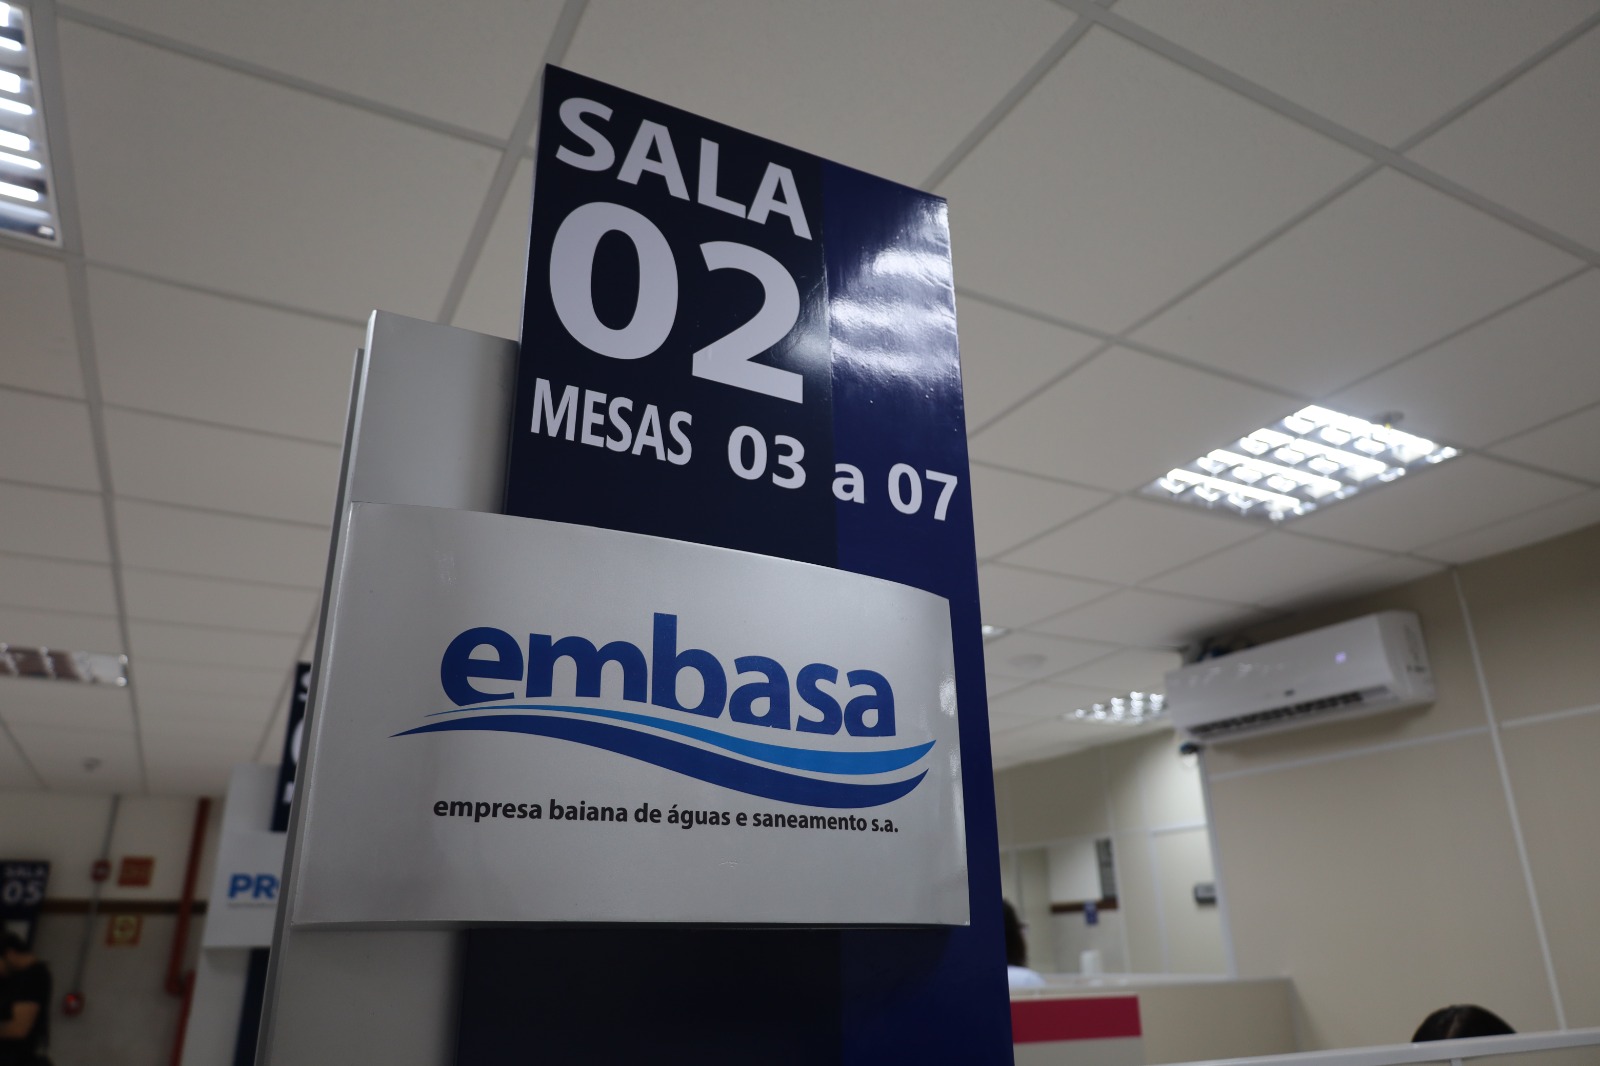 SALA
02
MESAS 03 a 07
embasa
empresa baiana de águas e saneamento s.a.
SALA
05